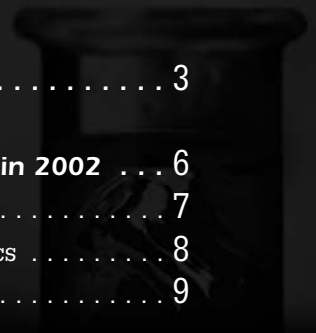 . . . . . . . . . . 3
in 2002 . . . 6
. . . . . . . . . . . 7
cs . . . . . . . . . 8
. . . . . . . . . . . 9